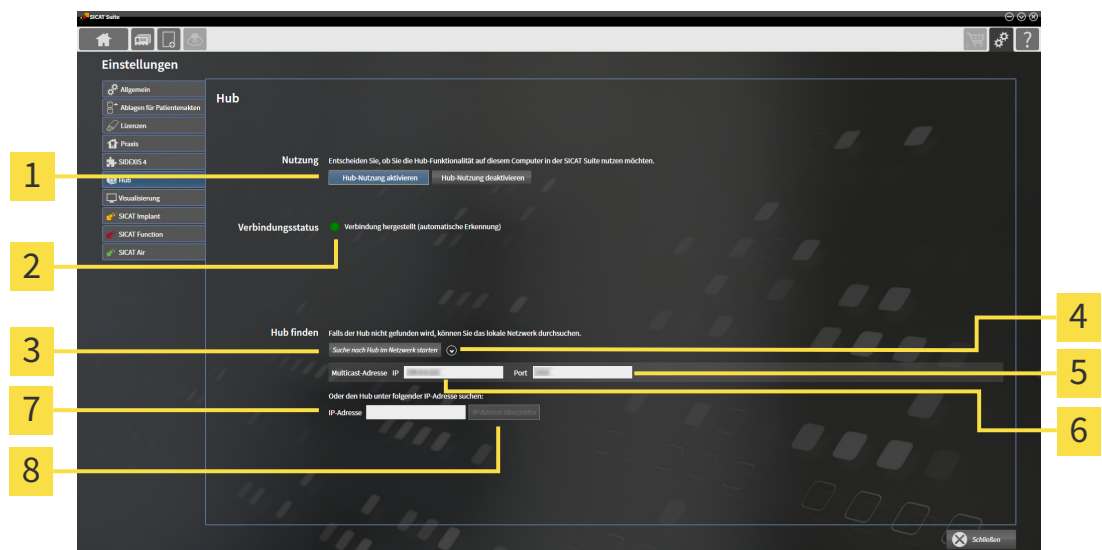 SICAT Suite
?
Einstellungen
Allgemein
Ablagen für Patientenakten
Lizenzen
Praxis
SIDEXIS 4
Hub
Visualisierung
SICAT Implant
SICAT Function
SICAT Air
Hub
Nutzung Entscheiden Sie, ob Sie die Hub-Funktionalität auf diesem Computer in der SICAT Suite nutzen möchten.
Hub-Nutzung aktivieren Hub-Nutzung deaktivieren
Verbindungsstatus Verbindung hergestellt (automatische Erkennung)
Hub finden Falls der Hub nicht gefunden wird, können Sie das lokale Netzwerk durchsuchen.
Suche nach Hub im Netzwerk starten
Multicast-Adresse IP Port
Oder den Hub unter folgender IP-Adresse suchen:
IP-Adresse IP-Adresse überprüfen
Schließen
1
2
3
4
5
6
7
8